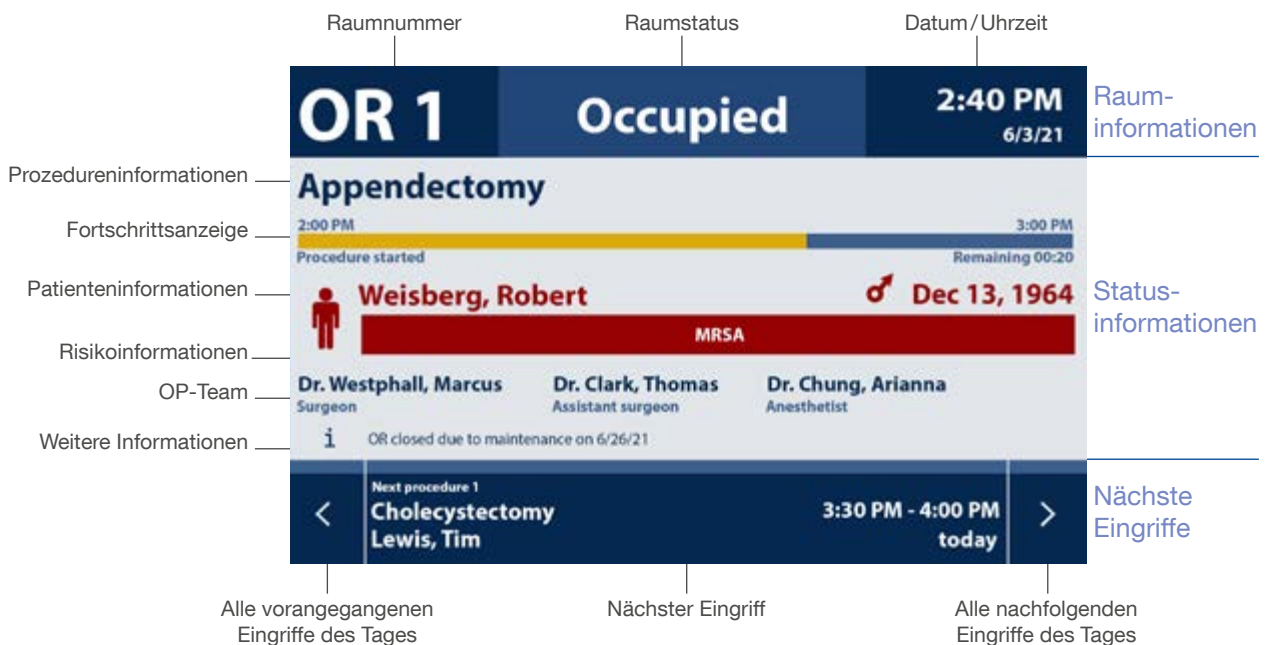 Raumnummer
Raumstatus
Datum / Uhrzeit
OR 1
Occupied
2:40 PM
6/3/21
Raum-
informationen
Prozedureninformationen
Appendectomy
Fortschrittsanzeige
2:00 PM
3:00 PM
Procedure started
Remaining 00:20
Patienteninformationen
Weisberg, Robert
♂ Dec 13, 1964
Status-
informationen
MRSA
Risikoinformationen
OP-Team
Dr. Westphall, Marcus
Surgeon
Dr. Clark, Thomas
Assistant surgeon
Dr. Chung, Arianna
Anesthetist
Weitere Informationen
i
OR closed due to maintenance on 6/26/21
<
Next procedure 1
Cholecystectomy
Lewis, Tim
3:30 PM - 4:00 PM
today
>
Nächste
Eingriffe
Alle vorangegangenen
Eingriffe des Tages
Nächster Eingriff
Alle nachfolgenden
Eingriffe des Tages